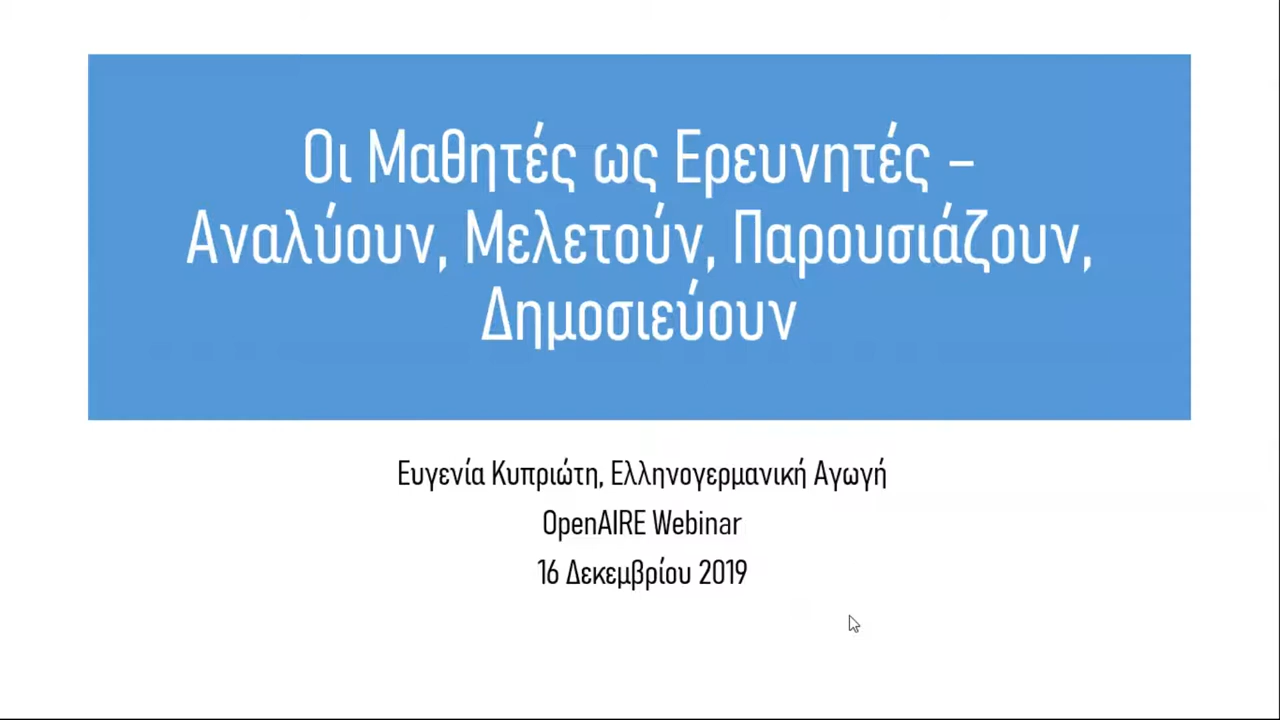 Οι Μαθητές ως Ερευνητές –
Αναλύουν, Μελετούν, Παρουσιάζουν,
Δημοσιεύουν
Ευγενία Κυπριώτη, Ελληνογερμανική Αγωγή
OpenAIRE Webinar
16 Δεκεμβρίου 2019